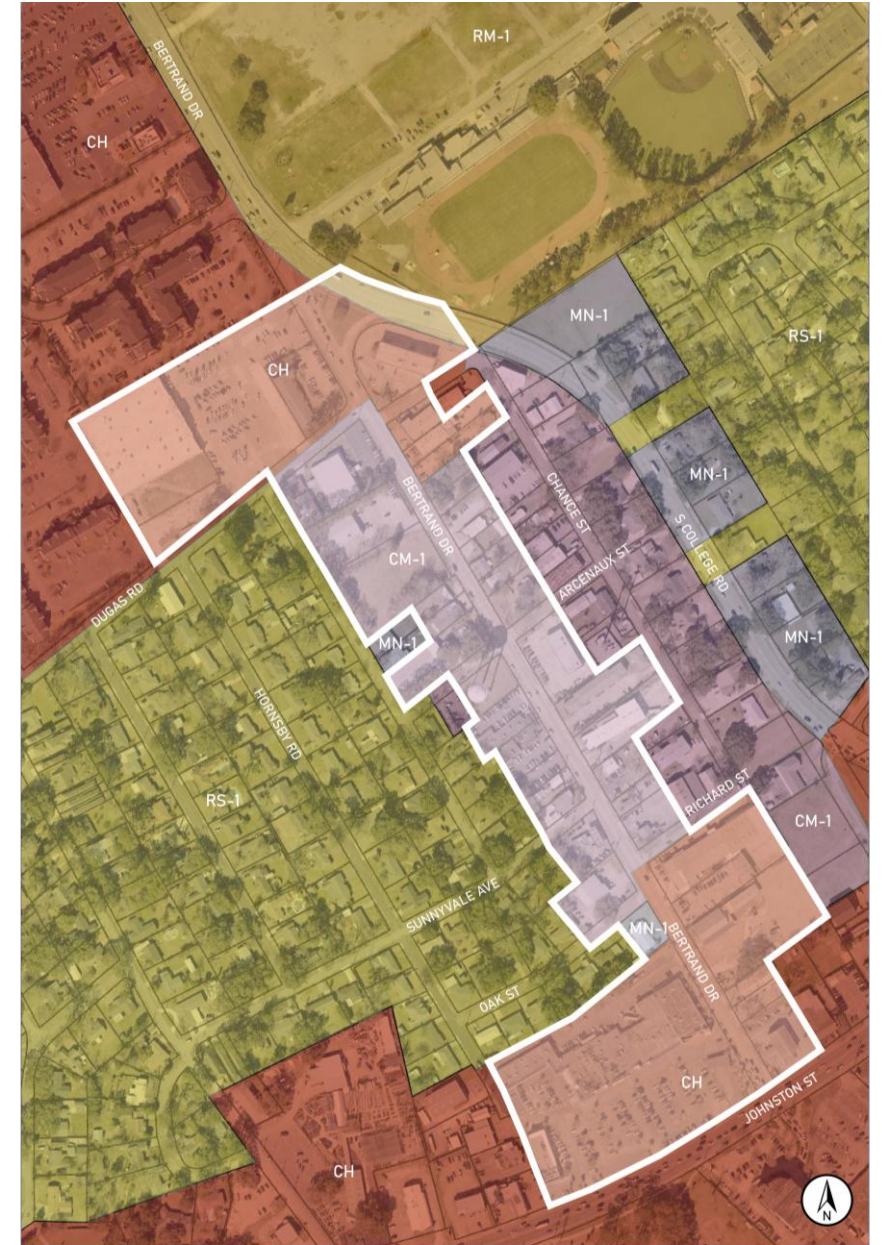 RM-1
BERTRAND DR
CH
MN-1
RS-1
CH
MN-1
CHANCE ST
BERTRAND DR
S COLLEGE RD
CM-1
ARCENAUX ST
DUGAS RD
MN-1
MN-1
HORNSBY RD
RS-1
RICHARD ST
CM-1
SUNNYVALE AVE
MN-1
BERTRAND DR
OAK ST
CH
JOHNSTON ST
CH
N